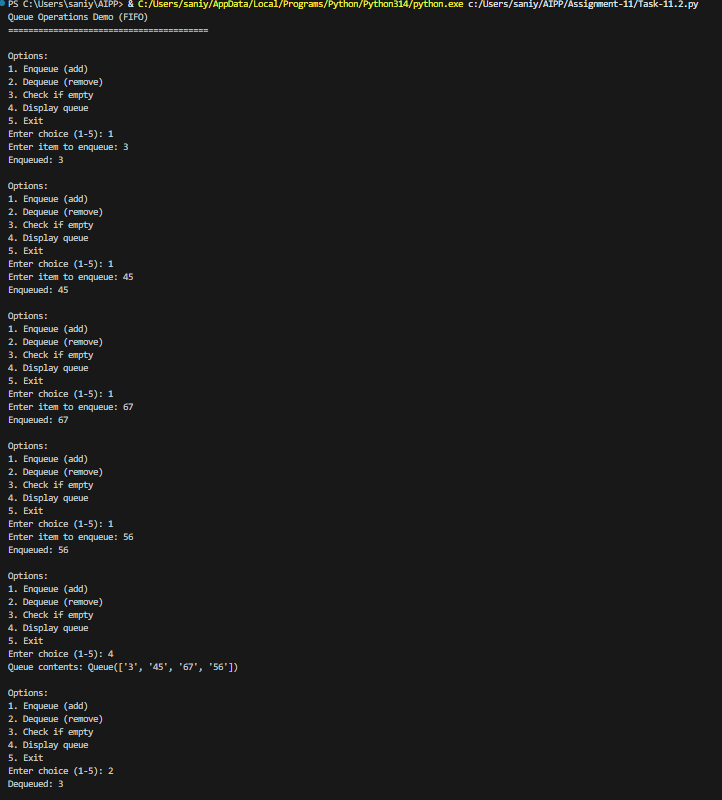 PS C:\Users\saniy\AIPP> & C:/Users/saniy/AppData/Local/Programs/Python/Python314/python.exe c:/Users/saniy/AIPP/Assignment-11/Task-11.2.py
Queue Operations Demo (FIFO)
========================================
Options:
1. Enqueue (add)
2. Dequeue (remove)
3. Check if empty
4. Display queue
5. Exit
Enter choice (1-5): 1
Enter item to enqueue: 3
Enqueued: 3
Options:
1. Enqueue (add)
2. Dequeue (remove)
3. Check if empty
4. Display queue
5. Exit
Enter choice (1-5): 1
Enter item to enqueue: 45
Enqueued: 45
Options:
1. Enqueue (add)
2. Dequeue (remove)
3. Check if empty
4. Display queue
5. Exit
Enter choice (1-5): 1
Enter item to enqueue: 67
Enqueued: 67
Options:
1. Enqueue (add)
2. Dequeue (remove)
3. Check if empty
4. Display queue
5. Exit
Enter choice (1-5): 1
Enter item to enqueue: 56
Enqueued: 56
Options:
1. Enqueue (add)
2. Dequeue (remove)
3. Check if empty
4. Display queue
5. Exit
Enter choice (1-5): 4
Queue contents: Queue(['3', '45', '67', '56'])
Options:
1. Enqueue (add)
2. Dequeue (remove)
3. Check if empty
4. Display queue
5. Exit
Enter choice (1-5): 2
Dequeued: 3